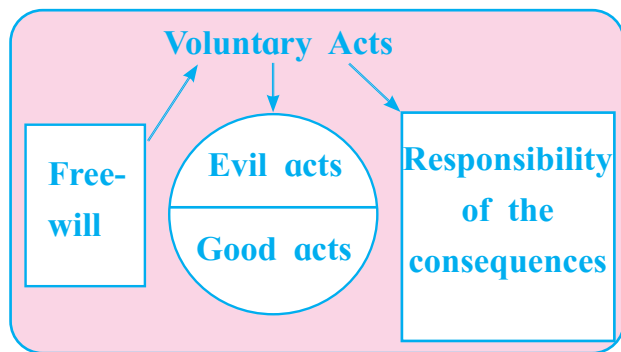 Voluntary Acts
Free-
will
Evil acts
Good acts
Responsibility
of the
consequences